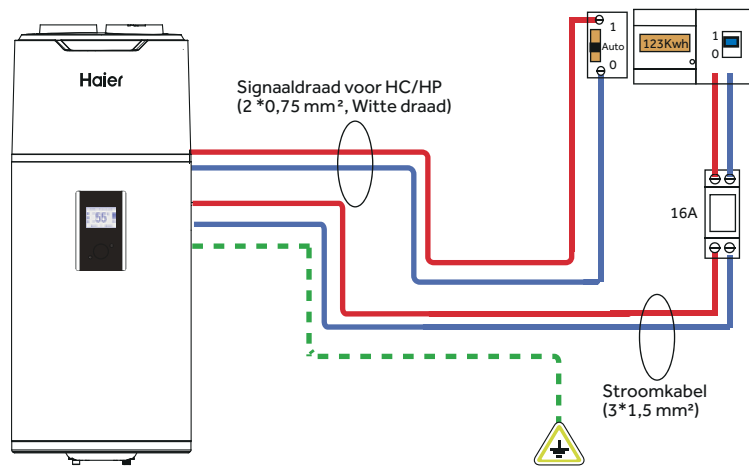 Haier
55°
Signaaldraad voor HC/HP
(2 *0,75 mm², Witte draad)
1
Auto
0
123Kwh
1
0
16A
Stroomkabel
(3*1,5 mm²)